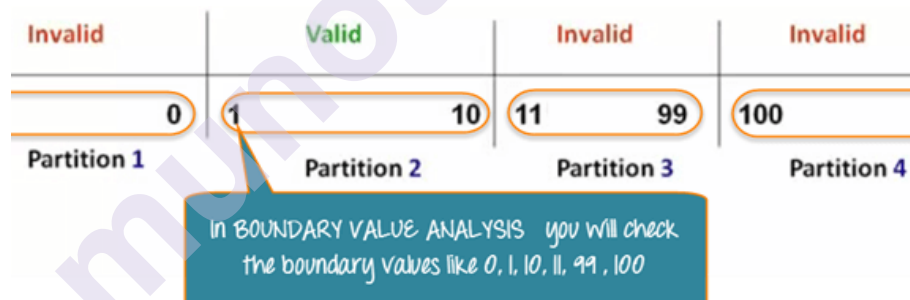 Invalid Valid Invalid Invalid
0 1 10 11 99 100
Partition 1 Partition 2 Partition 3 Partition 4
In BOUNDARY VALUE ANALYSIS you will check
the boundary values like 0, 1, 10, 11, 99 , 100